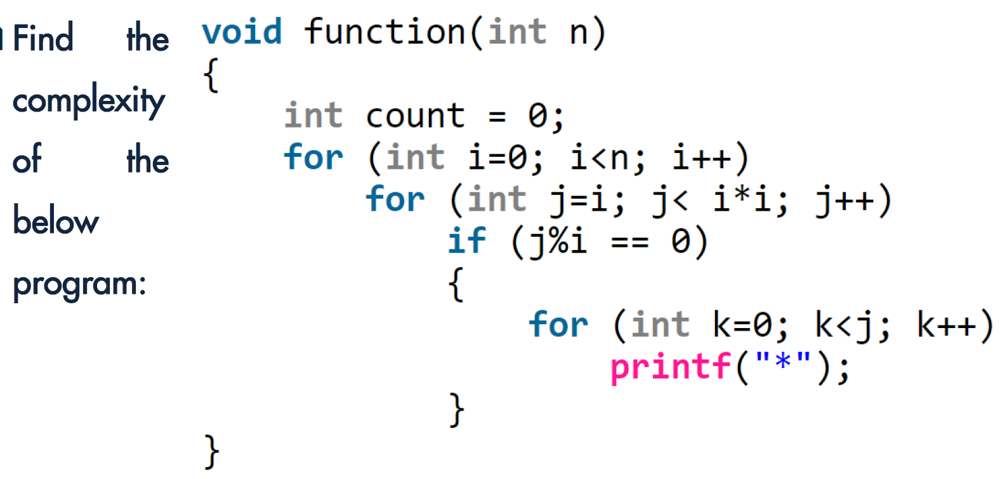 Find the
complexity
of the
below
program:
void function(int n)
{
int count = 0;
for (int i=0; i<n; i++)
for (int j=i; j< i*i; j++)
if (j%i == 0)
{
for (int k=0; k<j; k++)
printf("*");
}
}